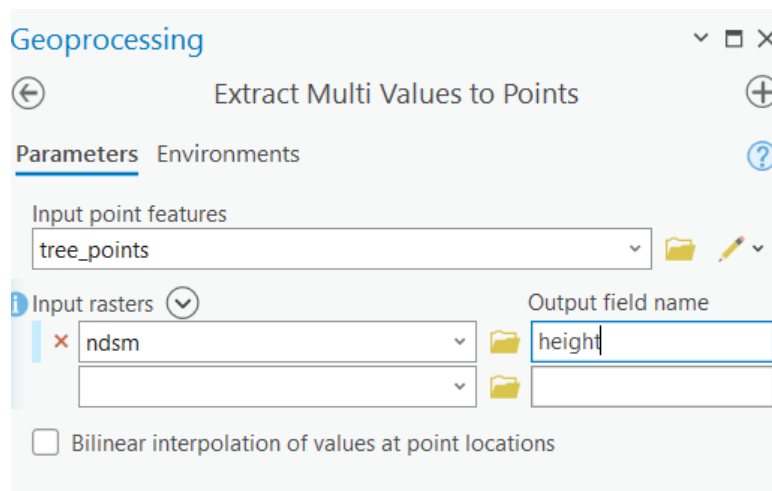 Geoprocessing
Extract Multi Values to Points
Parameters Environments
Input point features
tree_points
Input rasters Output field name
ndsm height
Bilinear interpolation of values at point locations